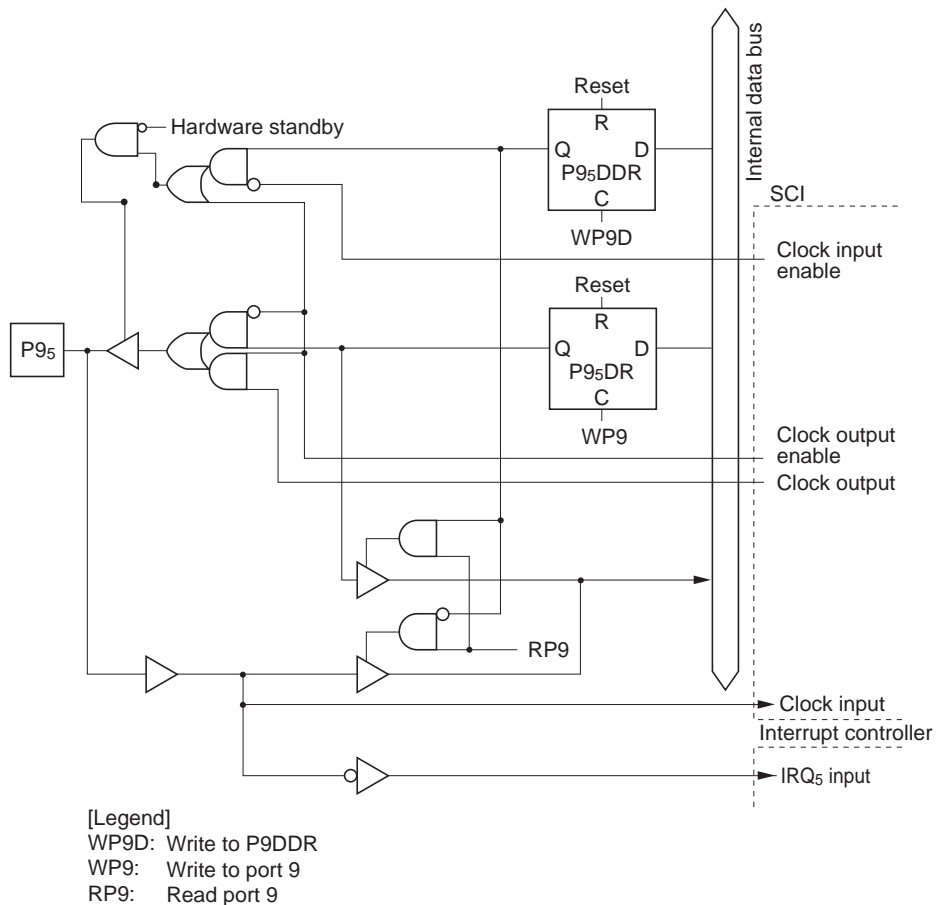 Reset
Internal data bus
Hardware standby
R
Q D
P9₅DDR
C
SCI
WP9D
Clock input
enable
Reset
R
P9₅
Q D
P9₅DR
C
WP9
Clock output
enable
Clock output
RP9
Clock input
Interrupt controller
IRQ₅ input
[Legend]
WP9D: Write to P9DDR
WP9: Write to port 9
RP9: Read port 9